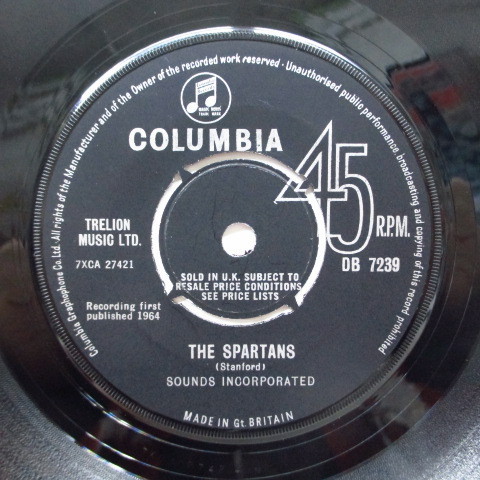 Columbia Graphophone Co. Ltd. All rights of the Manufacturer and of the Owner of the recorded work reserved · Unauthorised public performance, broadcasting and copying of this record prohibited
COLUMBIA
45
R.P.M.
TRELION
MUSIC LTD.
7XCA 27421
DB 7239
SOLD IN U.K. SUBJECT TO
RESALE PRICE CONDITIONS
SEE PRICE LISTS
Recording first
published 1964
THE SPARTANS
(Stanford)
SOUNDS INCORPORATED
MADE IN Gt. BRITAIN